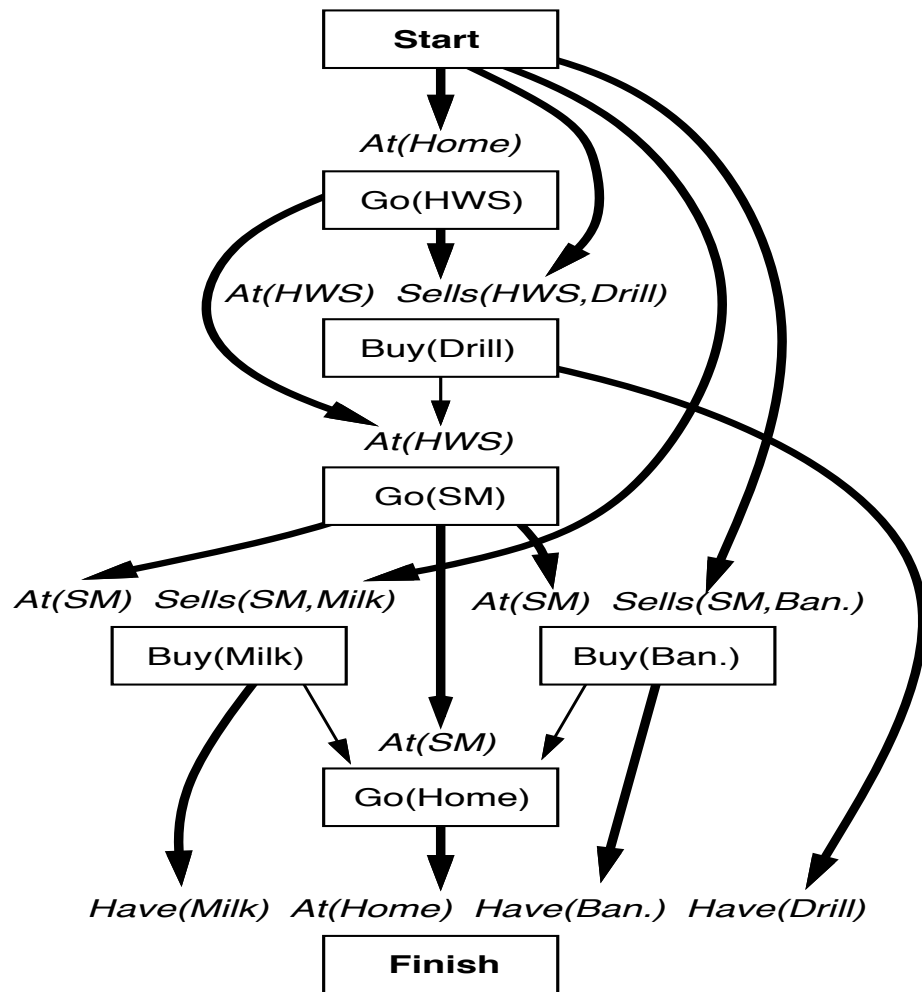 Start
At(Home)
Go(HWS)
At(HWS) Sells(HWS,Drill)
Buy(Drill)
At(HWS)
Go(SM)
At(SM) Sells(SM,Milk) At(SM) Sells(SM,Ban.)
Buy(Milk) Buy(Ban.)
At(SM)
Go(Home)
Have(Milk) At(Home) Have(Ban.) Have(Drill)
Finish